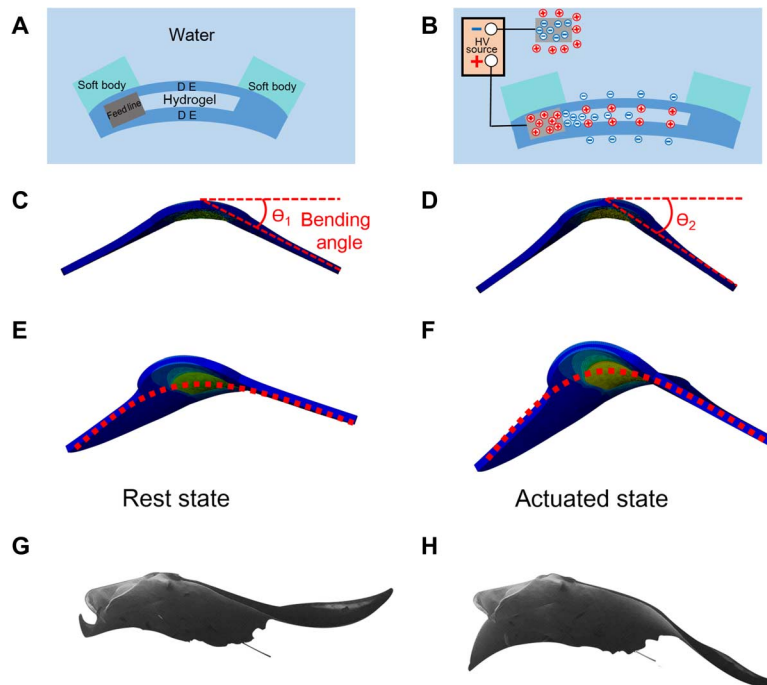 A
Water
Soft body
D E
Soft body
Hydrogel
Feed line
D E
B
−
HV
source
+
C
Θ1
Bending
angle
D
Θ2
E
F
Rest state
Actuated state
G
H